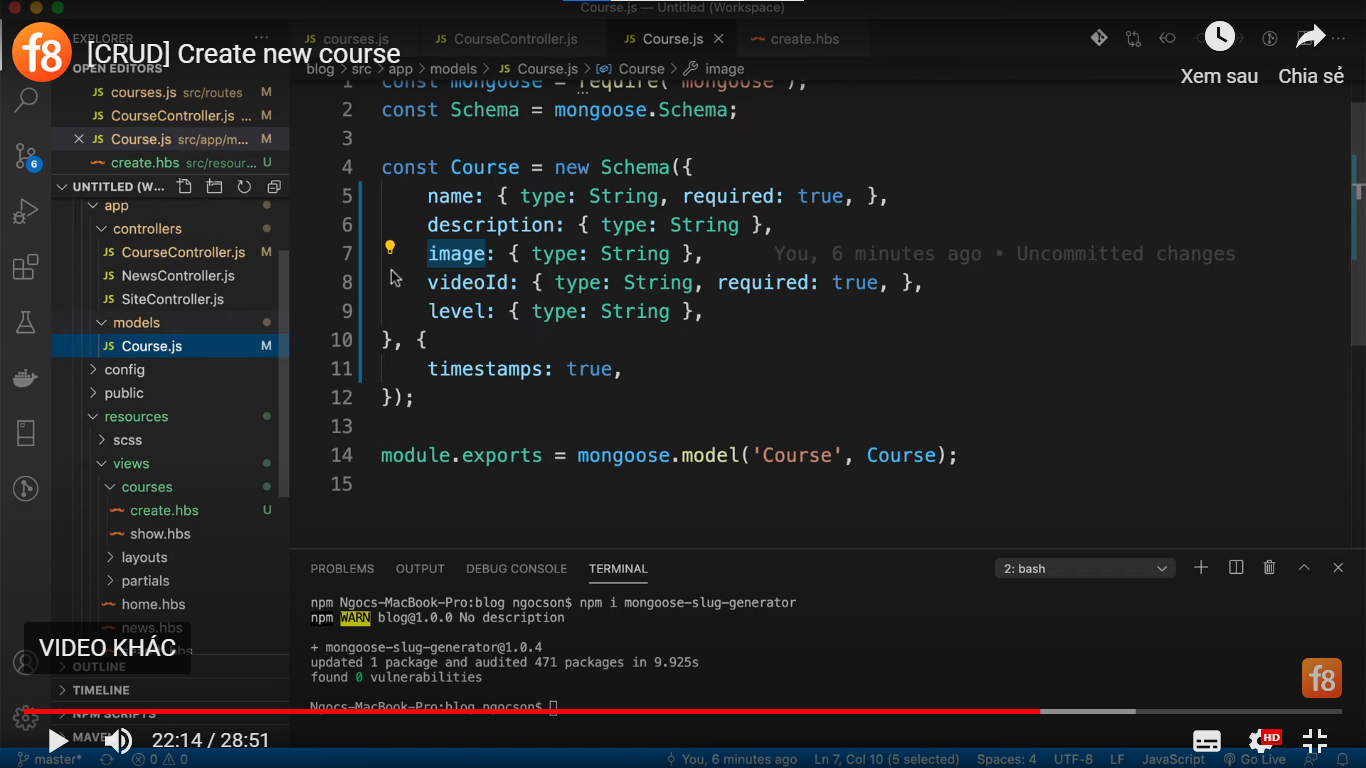 Course.js — Untitled (Workspace)
f8
[CRUD] Create new course
EXPLORER
Xem sau
Chia sẻ
JS courses.js
JS CourseController.js
JS Course.js
create.hbs
blog > src > app > models > JS Course.js > Course > image
OPEN EDITORS
JS courses.js src/routes M
JS CourseController.js ... M
JS Course.js src/app/m... M
create.hbs src/resour... U
UNTITLED (W...
app
controllers
JS CourseController.js M
JS NewsController.js
JS SiteController.js
models
JS Course.js M
config
public
resources
scss
views
courses
create.hbs U
show.hbs
layouts
partials
home.hbs
news.hbs
VIDEO KHÁC
OUTLINE
TIMELINE
NPM SCRIPTS
6
1 const mongoose = require('mongoose');
2 const Schema = mongoose.Schema;
3
4 const Course = new Schema({
5 name: { type: String, required: true, },
6 description: { type: String },
7 image: { type: String }, You, 6 minutes ago • Uncommitted changes
8 videoId: { type: String, required: true, },
9 level: { type: String },
10 }, {
11 timestamps: true,
12 });
13
14 module.exports = mongoose.model('Course', Course);
15
PROBLEMS OUTPUT DEBUG CONSOLE TERMINAL
2: bash
npm Ngocs-MacBook-Pro:blog ngocson$ npm i mongoose-slug-generator
npm WARN blog@1.0.0 No description
+ mongoose-slug-generator@1.0.4
updated 1 package and audited 471 packages in 9.925s
found 0 vulnerabilities
Ngocs-MacBook-Pro:blog ngocson$
f8
22:14 / 28:51
HD
master* 0 0
You, 6 minutes ago Ln 7, Col 10 (5 selected) Spaces: 4 UTF-8 LF JavaScript Go Live